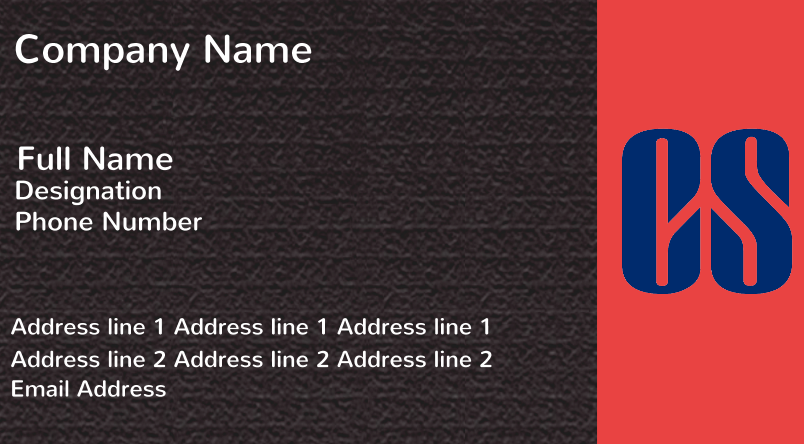 Company Name
Full Name
Designation
Phone Number
Address line 1 Address line 1 Address line 1
Address line 2 Address line 2 Address line 2
Email Address
CS